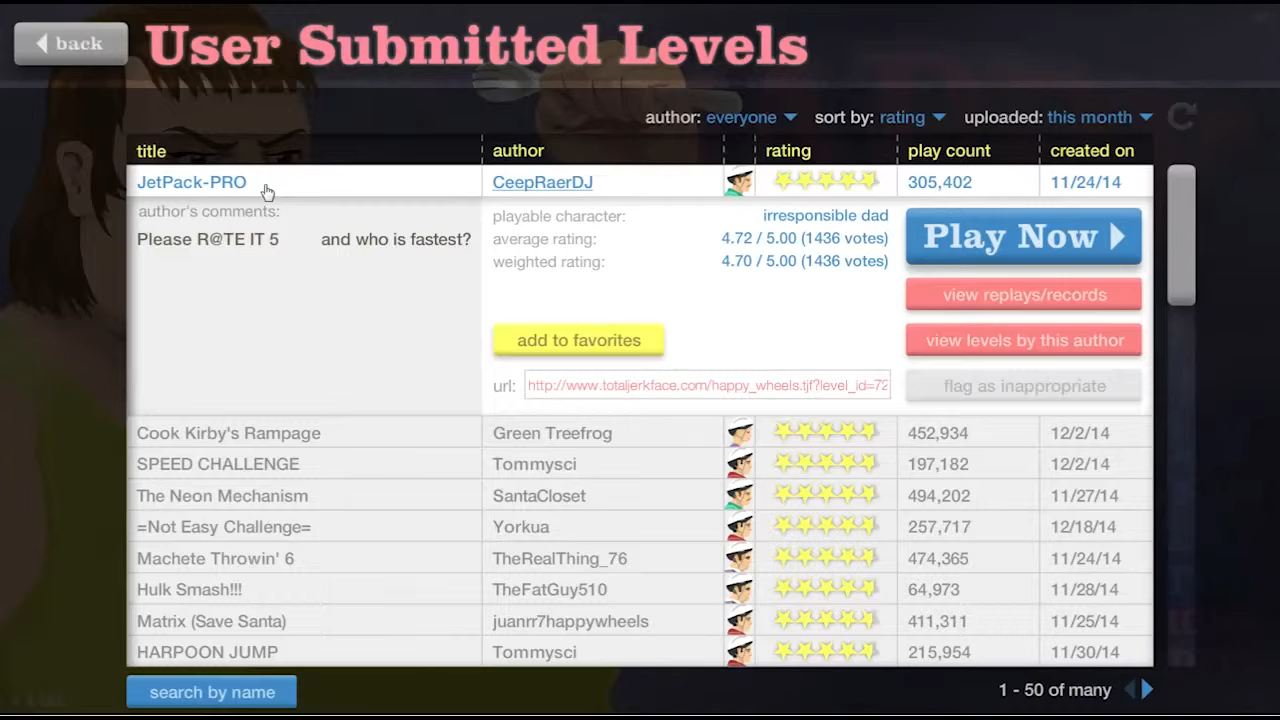 back
User Submitted Levels
author: everyone sort by: rating uploaded: this month
title author rating play count created on
JetPack-PRO CeepRaerDJ 305,402 11/24/14
author's comments:
Please R@TE IT 5 and who is fastest?
playable character: irresponsible dad
average rating: 4.72 / 5.00 (1436 votes)
weighted rating: 4.70 / 5.00 (1436 votes)
Play Now
view replays/records
add to favorites
view levels by this author
url: http://www.totaljerkface.com/happy_wheels.tjf?level_id=72
flag as inappropriate
Cook Kirby's Rampage Green Treefrog 452,934 12/2/14
SPEED CHALLENGE Tommysci 197,182 12/2/14
The Neon Mechanism SantaCloset 494,202 11/27/14
=Not Easy Challenge= Yorkua 257,717 12/18/14
Machete Throwin' 6 TheRealThing_76 474,365 11/24/14
Hulk Smash!!! TheFatGuy510 64,973 11/28/14
Matrix (Save Santa) juanrr7happywheels 411,311 11/25/14
HARPOON JUMP Tommysci 215,954 11/30/14
search by name
1 - 50 of many